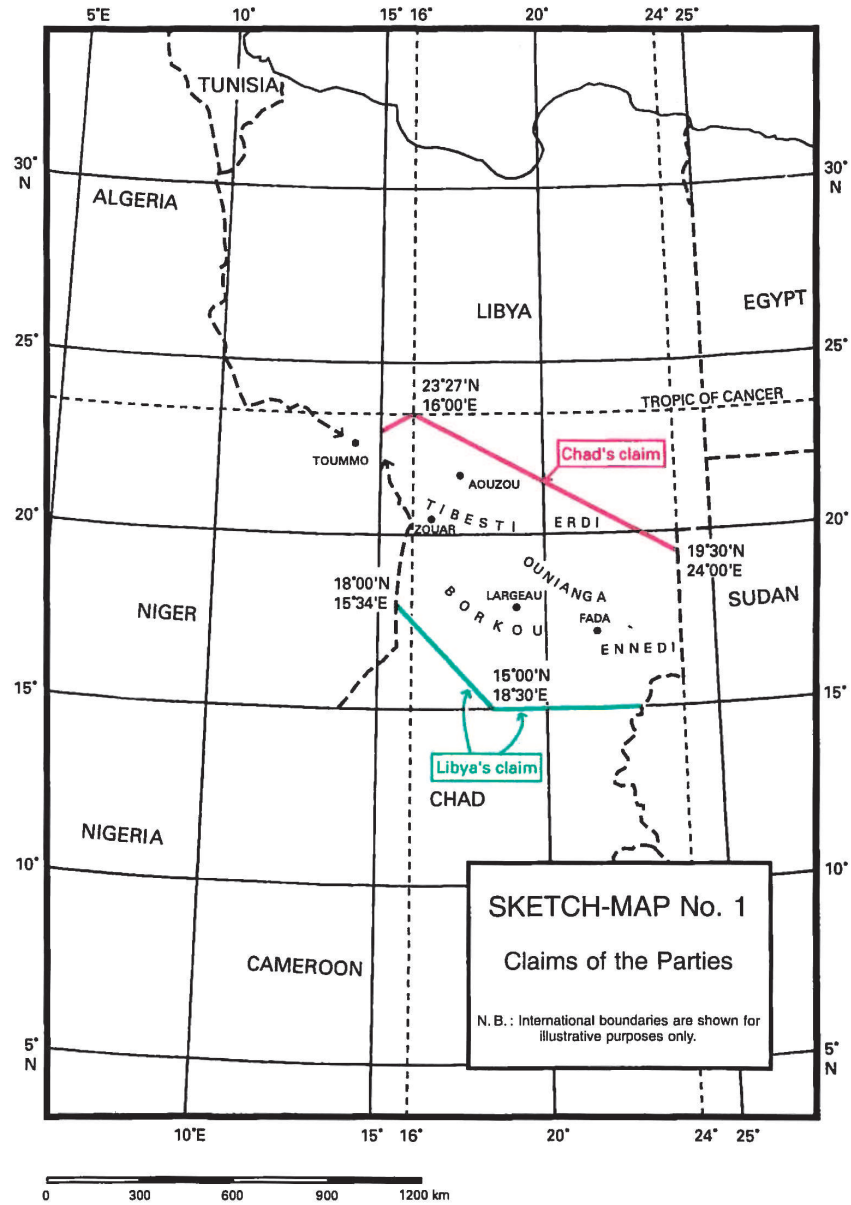 5°E 10° 15° 16° 20° 24° 25°
TUNISIA
30°
N
30°
N
ALGERIA
LIBYA
EGYPT
25°
25°
23°27'N
16°00'E
TROPIC OF CANCER
Chad's claim
TOUMMO
AOUZOU
TIBESTI
ERDI
20°
20°
ZOUAR
19°30'N
24°00'E
OUNIANGA
18°00'N
15°34'E
LARGEAU
BORKOU
FADA
NIGER
SUDAN
ENNEDI
15°
15°
15°00'N
18°30'E
Libya's claim
CHAD
NIGERIA
10°
10°
SKETCH-MAP No. 1
Claims of the Parties
CAMEROON
N.B.: International boundaries are shown for
illustrative purposes only.
5°
N
5°
N
10°E 15° 16° 20° 24° 25°
0 300 600 900 1200 km